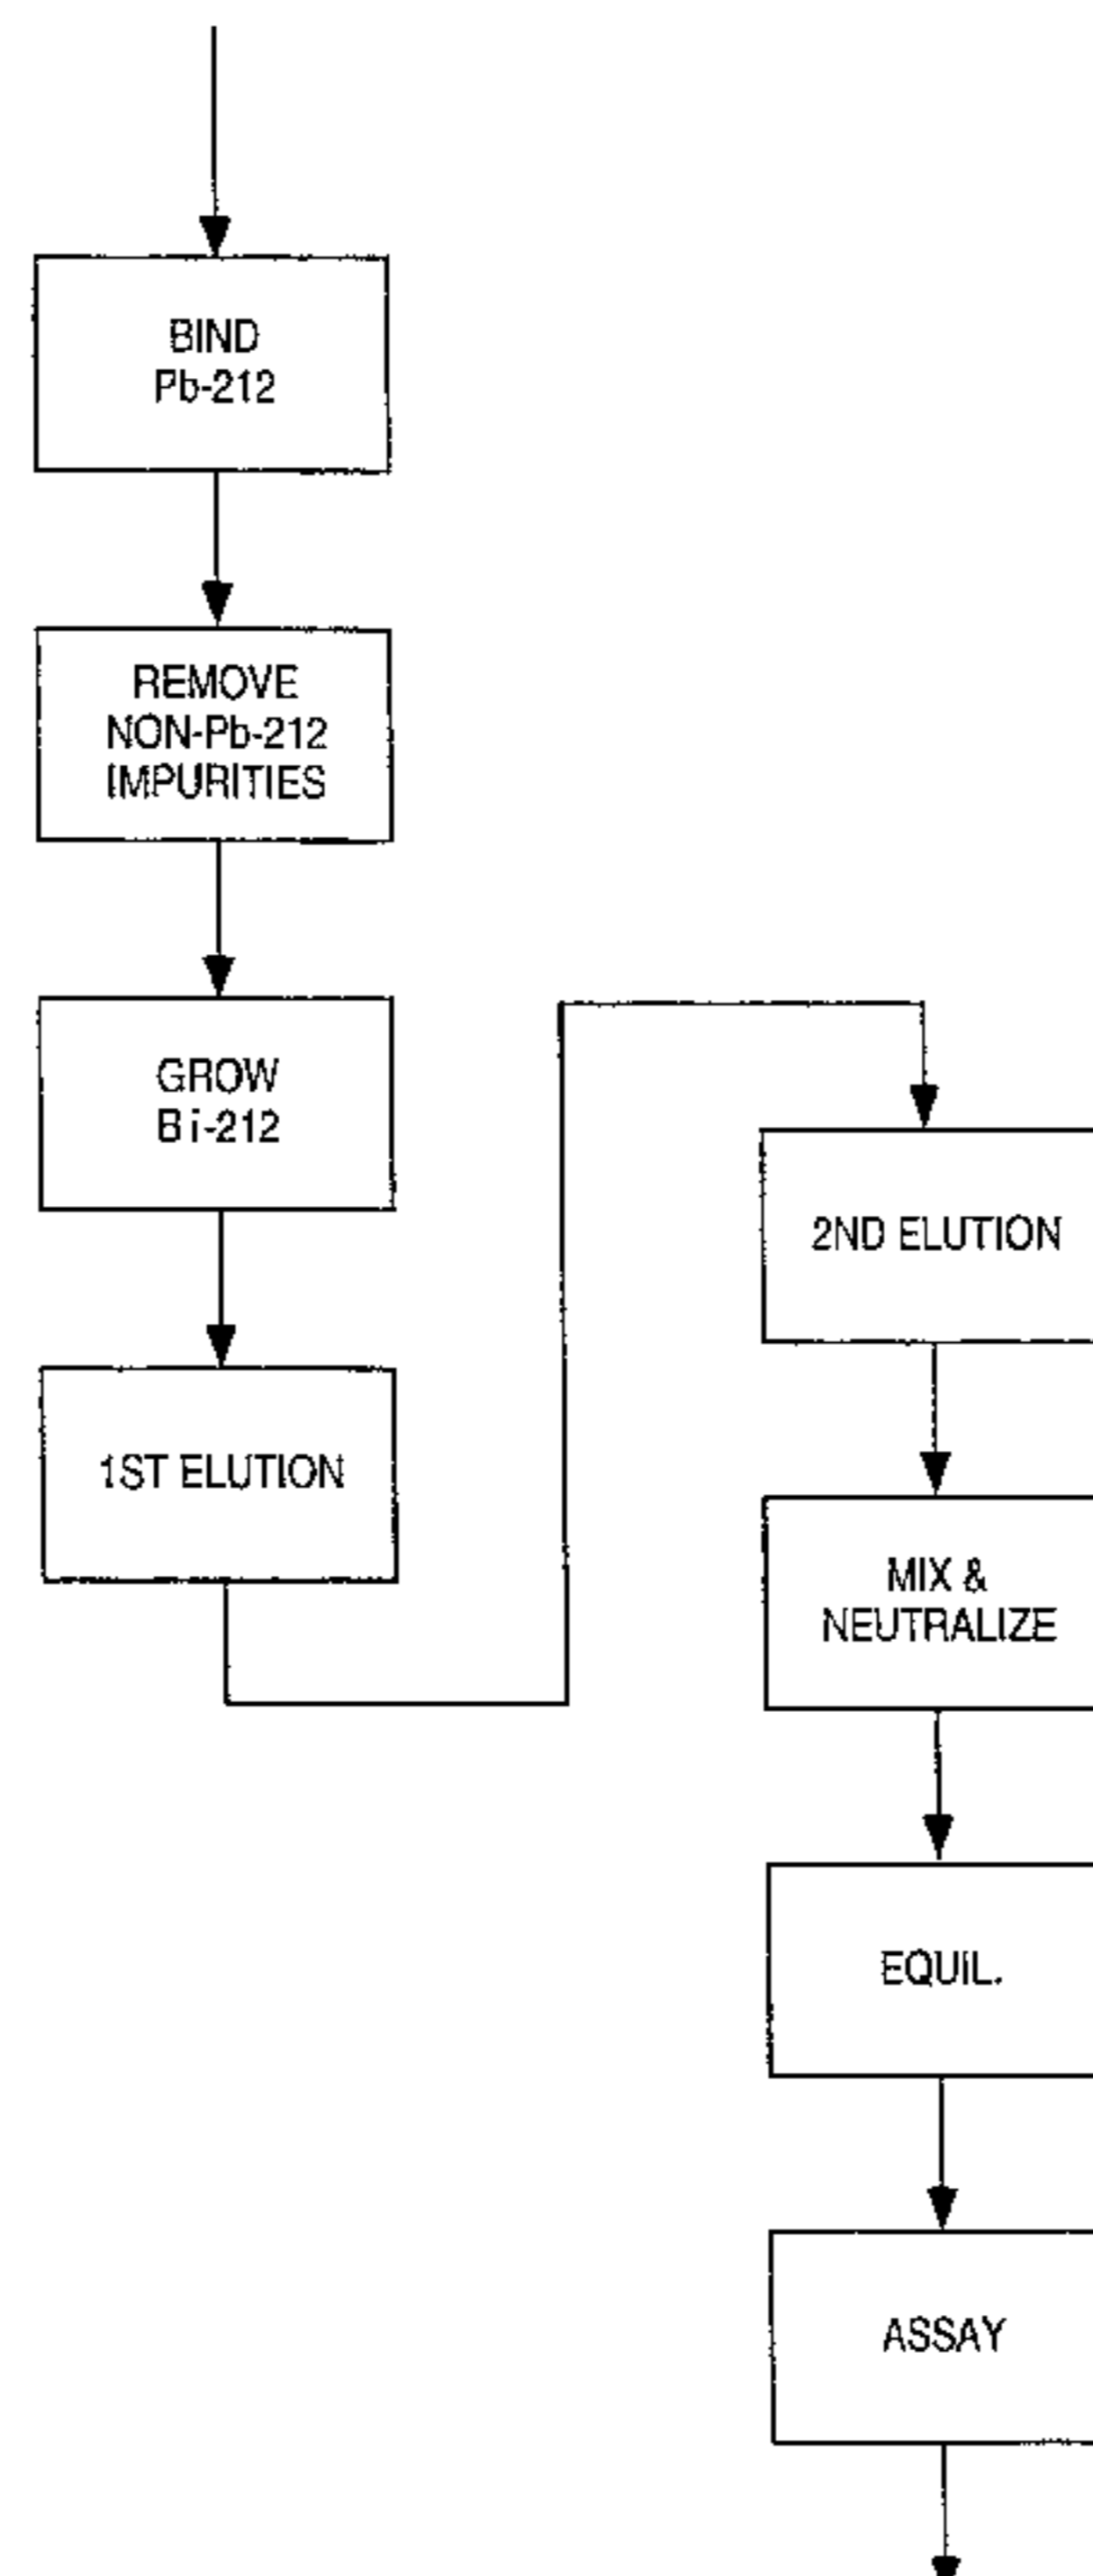 BIND
Pb-212
REMOVE
NON-Pb-212
IMPURITIES
GROW
Bi-212
1ST ELUTION
2ND ELUTION
MIX &
NEUTRALIZE
EQUIL.
ASSAY